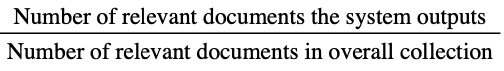 Number of relevant documents the system outputs
Number of relevant documents in overall collection